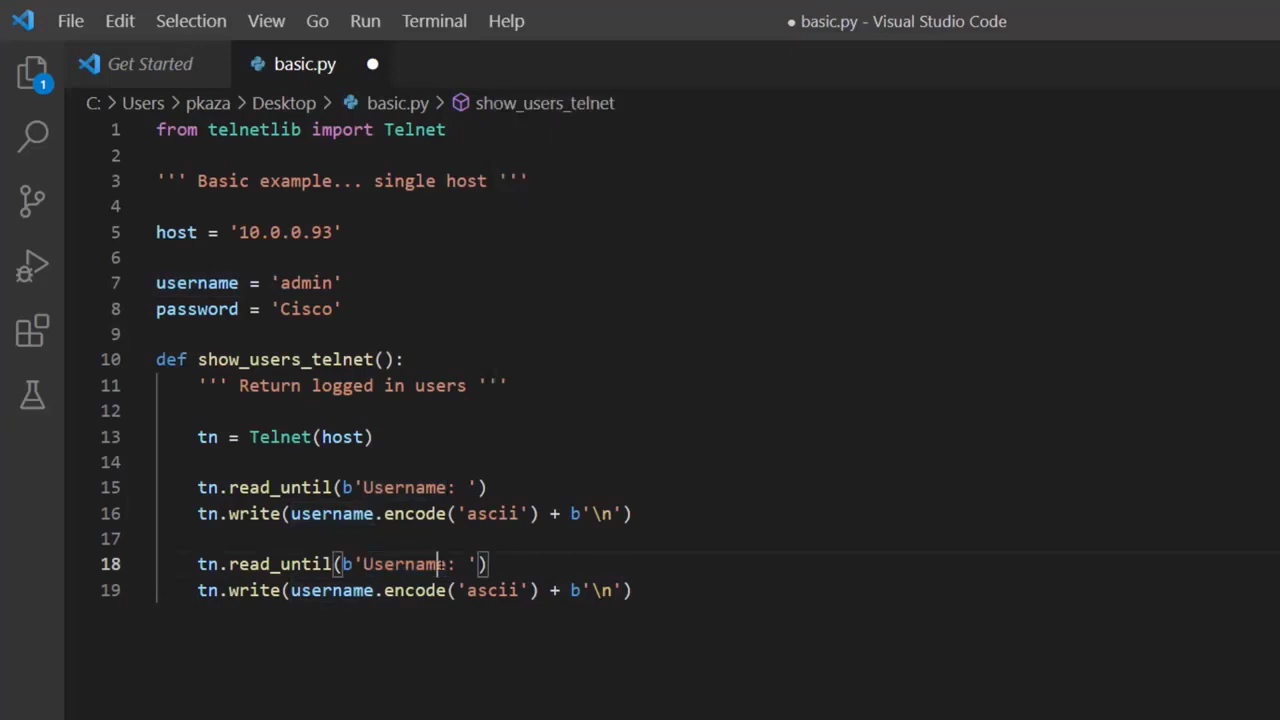 File Edit Selection View Go Run Terminal Help ● basic.py - Visual Studio Code
Get Started basic.py ●
1
C: > Users > pkaza > Desktop > basic.py > show_users_telnet
1 from telnetlib import Telnet
2
3 ''' Basic example... single host '''
4
5 host = '10.0.0.93'
6
7 username = 'admin'
8 password = 'Cisco'
9
10 def show_users_telnet():
11     ''' Return logged in users '''
12
13     tn = Telnet(host)
14
15     tn.read_until(b'Username: ')
16     tn.write(username.encode('ascii') + b'\n')
17
18     tn.read_until(b'Username: ')
19     tn.write(username.encode('ascii') + b'\n')